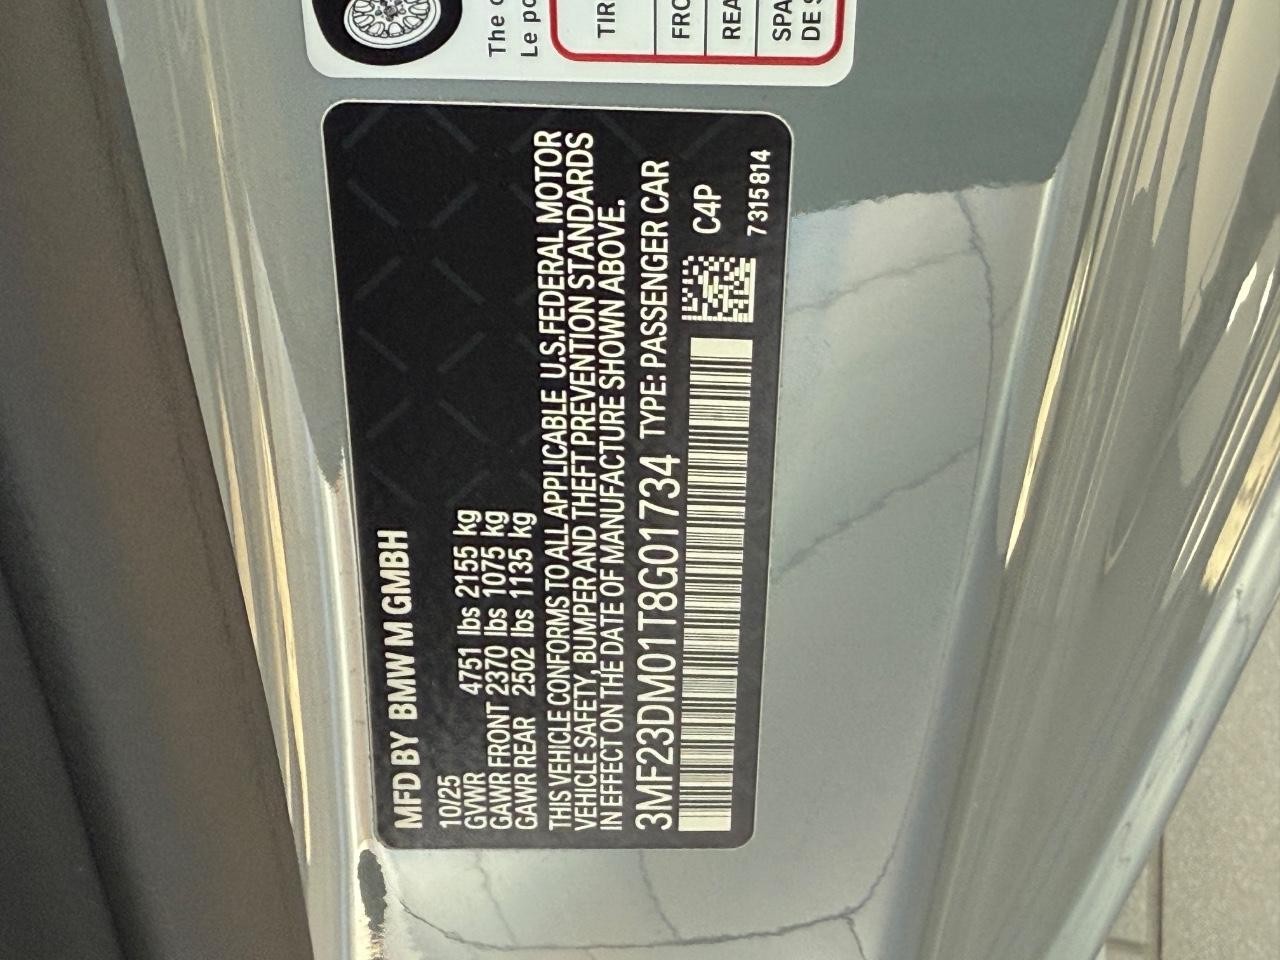 The
Le
TIR
FRO
REA
SPA
DE S
MFD BY BMW M GMBH
10/25
GVWR 4751 lbs 2155 kg
GAWR FRONT 2370 lbs 1075 kg
GAWR REAR 2502 lbs 1135 kg
THIS VEHICLE CONFORMS TO ALL APPLICABLE U.S.FEDERAL MOTOR
VEHICLE SAFETY, BUMPER AND THEFT PREVENTION STANDARDS
IN EFFECT ON THE DATE OF MANUFACTURE SHOWN ABOVE.
3MF23DM01T8G01734 TYPE: PASSENGER CAR
C4P
7315814